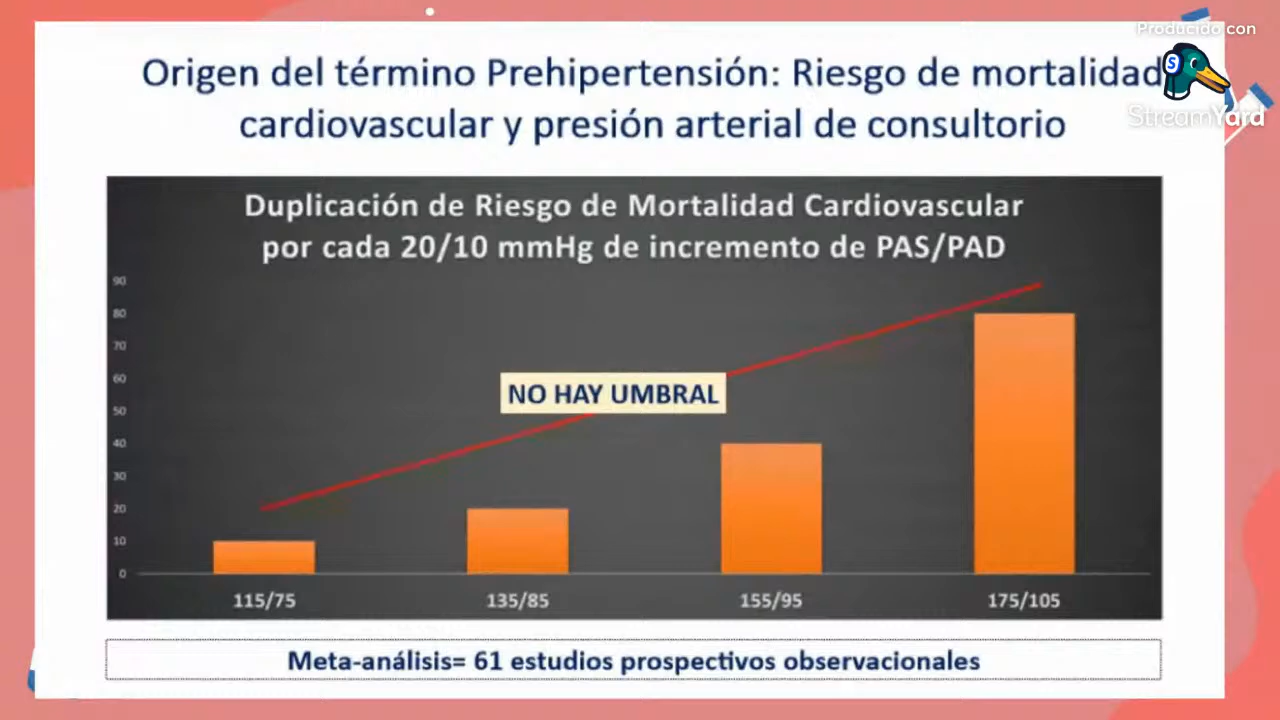 Producido con
StreamYard
Origen del término Prehipertensión: Riesgo de mortalidad
cardiovascular y presión arterial de consultorio
Duplicación de Riesgo de Mortalidad Cardiovascular
por cada 20/10 mmHg de incremento de PAS/PAD
90
80
70
60
50
40
30
20
10
0
NO HAY UMBRAL
115/75
135/85
155/95
175/105
Meta-análisis= 61 estudios prospectivos observacionales